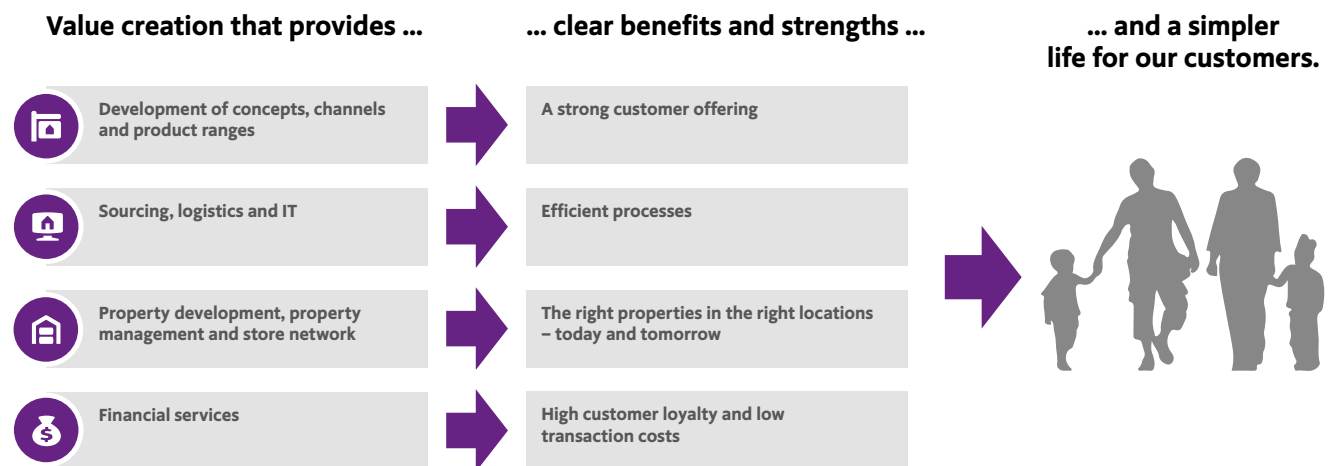 Value creation that provides ...
... clear benefits and strengths ...
... and a simpler
life for our customers.
Development of concepts, channels
and product ranges
A strong customer offering
Sourcing, logistics and IT
Efficient processes
Property development, property
management and store network
The right properties in the right locations
– today and tomorrow
Financial services
High customer loyalty and low
transaction costs
$